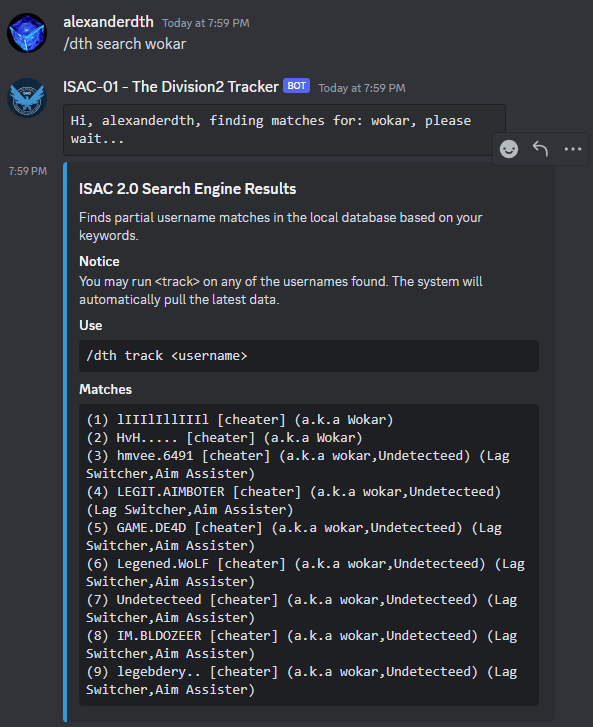 alexanderdth Today at 7:59 PM
/dth search wokar
ISAC-01 - The Division2 Tracker BOT Today at 7:59 PM
Hi, alexanderdth, finding matches for: wokar, please
wait...
7:59 PM
ISAC 2.0 Search Engine Results
Finds partial username matches in the local database based on your
keywords.
Notice
You may run <track> on any of the usernames found. The system will
automatically pull the latest data.
Use
/dth track <username>
Matches
(1) lIIIlIllIIIl [cheater] (a.k.a Wokar)
(2) HvH..... [cheater] (a.k.a Wokar)
(3) hmvee.6491 [cheater] (a.k.a wokar,Undetecteed) (Lag
Switcher,Aim Assister)
(4) LEGIT.AIMBOTER [cheater] (a.k.a wokar,Undetecteed)
(Lag Switcher,Aim Assister)
(5) GAME.DE4D [cheater] (a.k.a wokar,Undetecteed) (Lag
Switcher,Aim Assister)
(6) Legened.WoLF [cheater] (a.k.a wokar,Undetecteed) (Lag
Switcher,Aim Assister)
(7) Undetecteed [cheater] (a.k.a wokar,Undetecteed) (Lag
Switcher,Aim Assister)
(8) IM.BLDOZEER [cheater] (a.k.a wokar,Undetecteed) (Lag
Switcher,Aim Assister)
(9) legebdery.. [cheater] (a.k.a wokar,Undetecteed) (Lag
Switcher,Aim Assister)